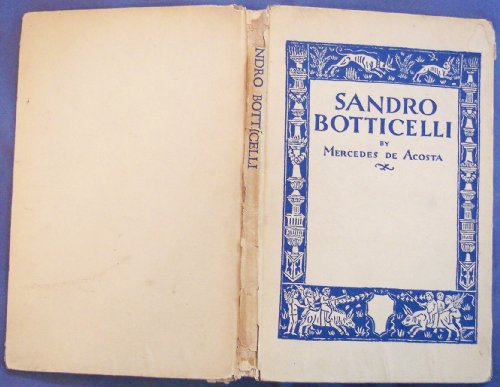 NDRO BOTTICELLI
SANDRO
BOTTICELLI
BY
MERCEDES DE ACOSTA